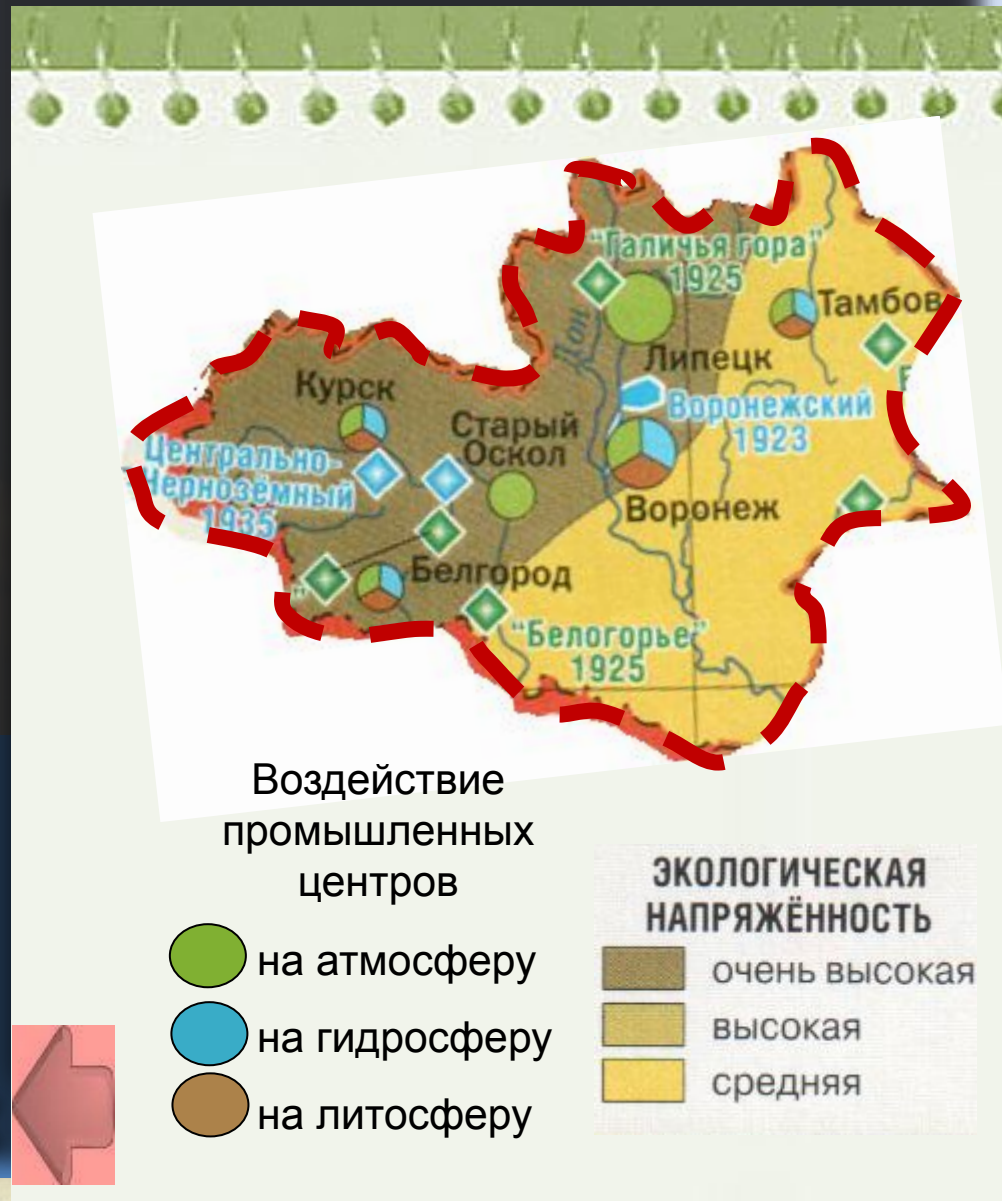 "Галичья гора"
1925
Тамбов
Дон
Липецк
Курск
Воронежский
1923
Старый
Оскол
Центрально-
Чернозёмный
1935
Воронеж
Белгород
"Белогорье"
1925
Воздействие
промышленных
центров
на атмосферу
на гидросферу
на литосферу
ЭКОЛОГИЧЕСКАЯ
НАПРЯЖЁННОСТЬ
очень высокая
высокая
средняя